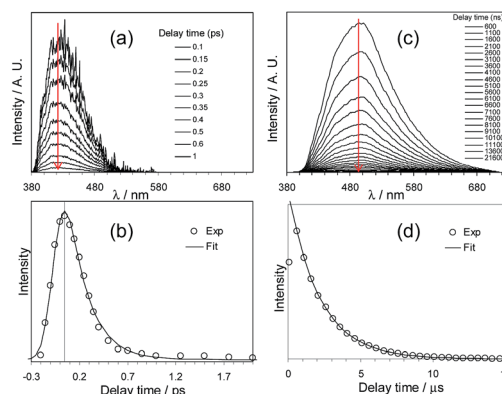 (a)
Delay time (ps)
0.1
0.15
0.2
0.25
0.3
0.35
0.4
0.5
0.6
1
Intensity / A. U.
380 480 580 680
λ / nm
(c)
Delay time (ns)
600
1100
1600
2100
2600
3100
3600
4100
4600
5100
5600
6100
6600
7100
7600
8100
9100
10100
11100
13600
21600
Intensity / A. U.
380 480 580 680
λ / nm
(b)
Exp
Fit
Intensity
-0.3 0.2 0.7 1.2 1.7
Delay time / ps
(d)
Exp
Fit
Intensity
0 5 10 15
Delay time / μs